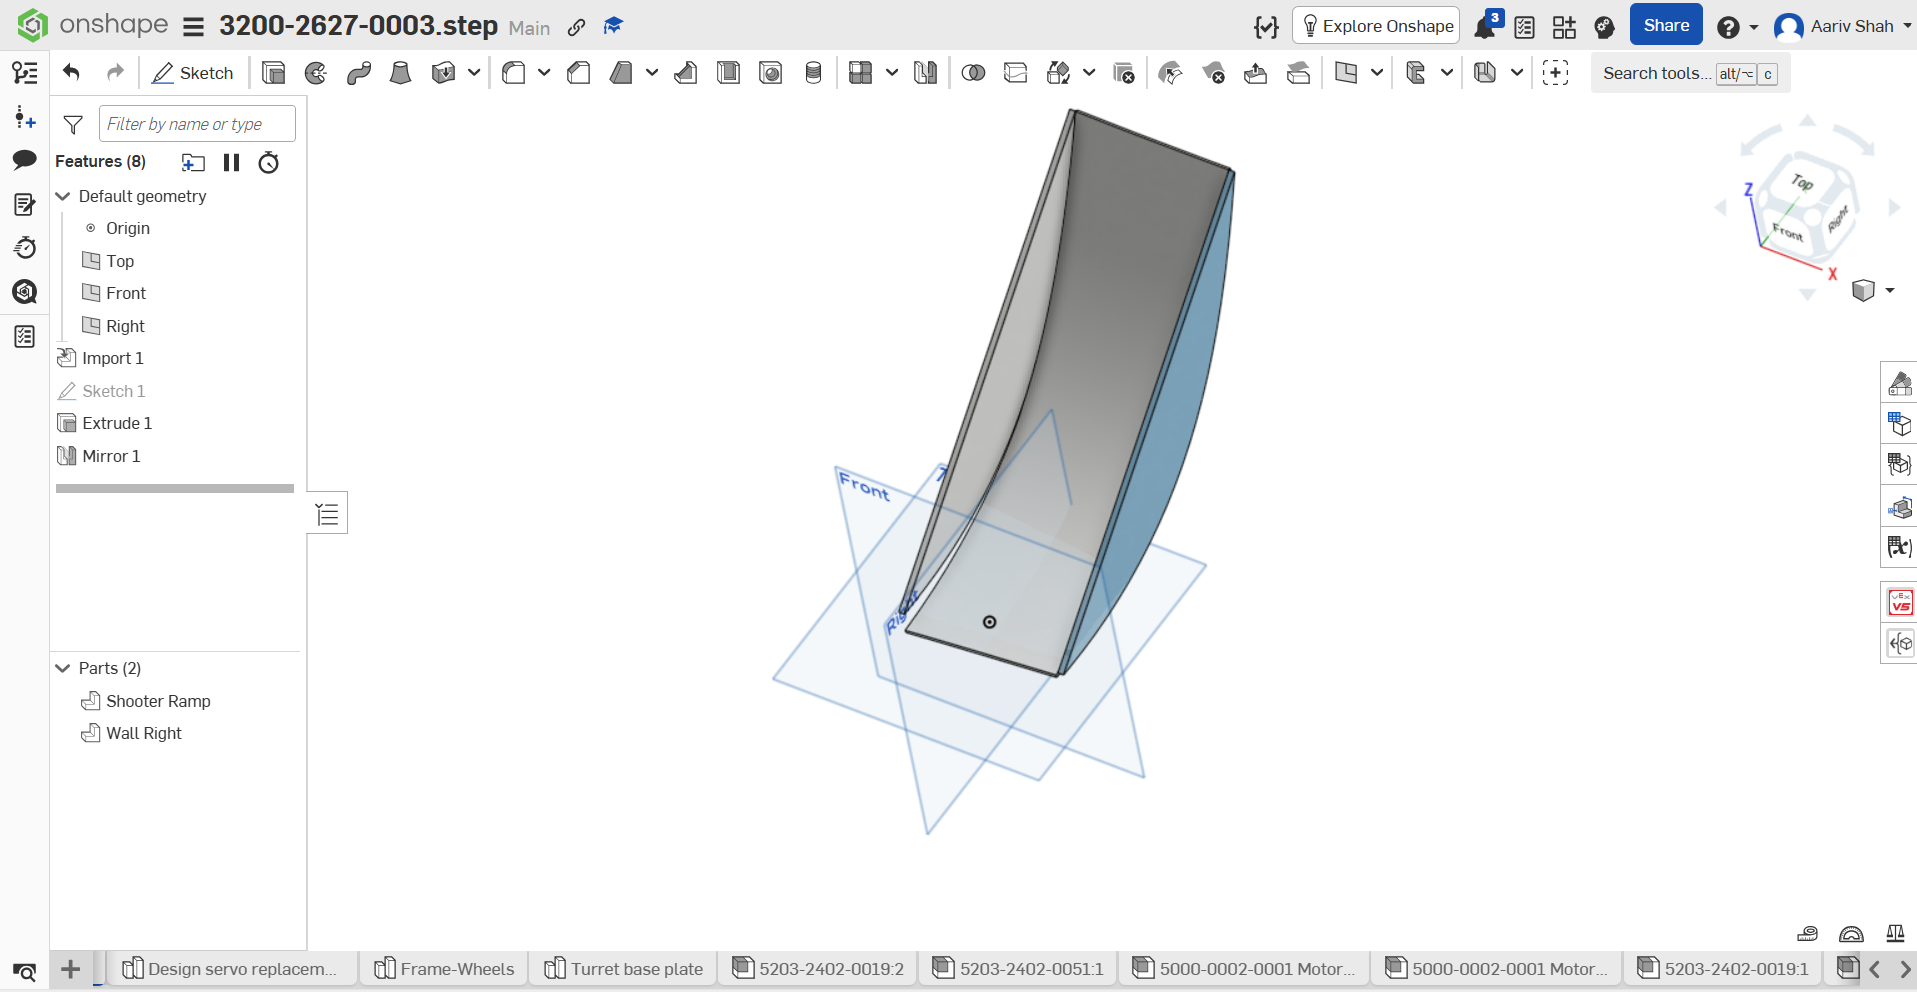 onshape 3200-2627-0003.step Main Explore Onshape 3 Share Aariv Shah
Sketch Search tools... alt/⌥ c
Filter by name or type
Features (8)
Default geometry
Origin
Top
Front
Right
Import 1
Sketch 1
Extrude 1
Mirror 1
Parts (2)
Shooter Ramp
Wall Right
Front
Right
Top
Front
Right
Z
X
VEX
V5
Design servo replacem... Frame-Wheels Turret base plate 5203-2402-0019:2 5203-2402-0051:1 5000-0002-0001 Motor... 5000-0002-0001 Motor... 5203-2402-0019:1